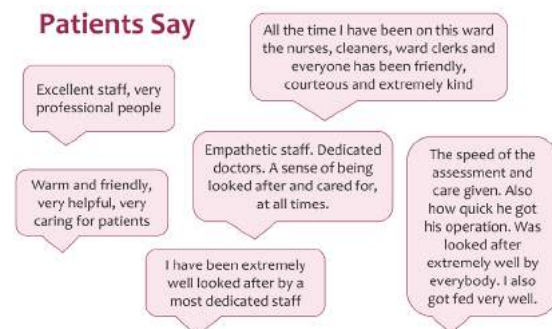 Patients Say
All the time I have been on this ward
the nurses, cleaners, ward clerks and
everyone has been friendly,
courteous and extremely kind
Excellent staff, very
professional people
Empathetic staff. Dedicated
doctors. A sense of being
looked after and cared for,
at all times.
The speed of the
assessment and
care given. Also
how quick he got
his operation. Was
looked after
extremely well by
everybody. I also
got fed very well.
Warm and friendly,
very helpful, very
caring for patients
I have been extremely
well looked after by a
most dedicated staff